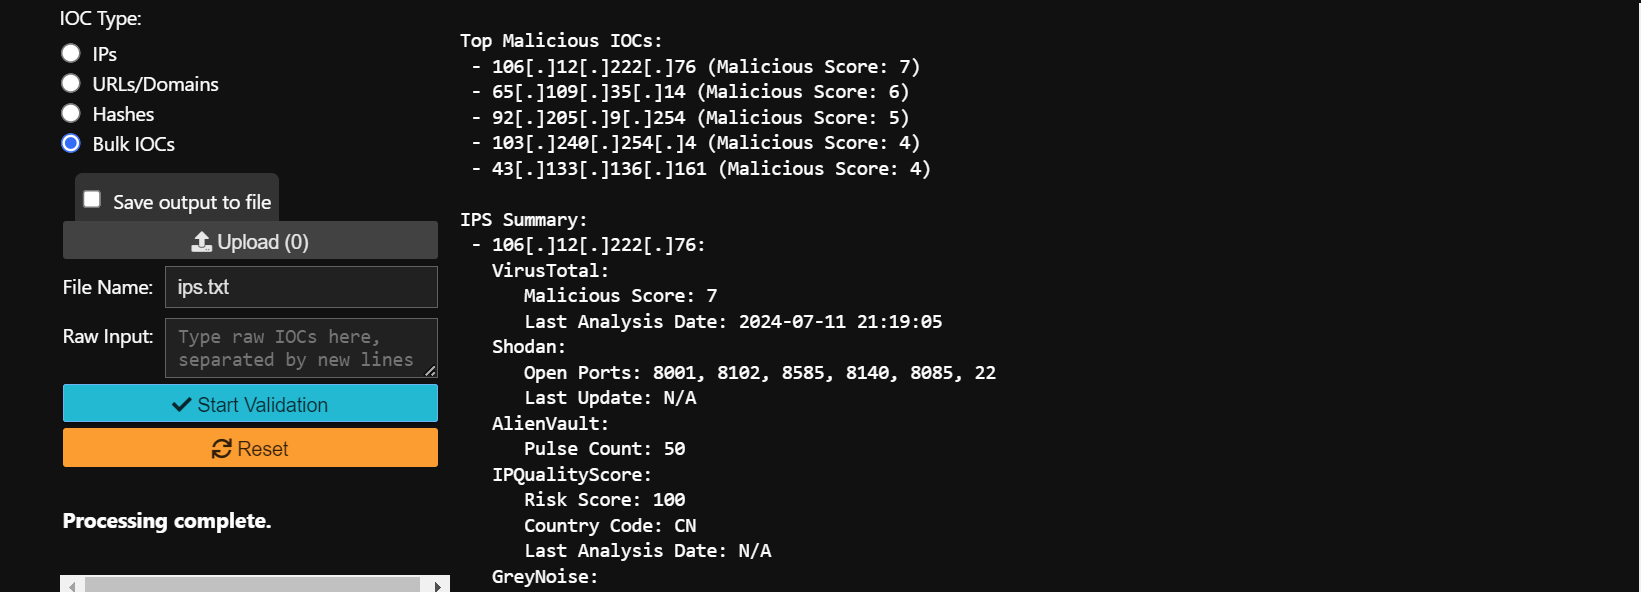 IOC Type:
IPs
URLs/Domains
Hashes
Bulk IOCs
Save output to file
Upload (0)
File Name: ips.txt
Raw Input: Type raw IOCs here,
separated by new lines
Start Validation
Reset
Processing complete.
Top Malicious IOCs:
- 106[.]12[.]222[.]76 (Malicious Score: 7)
- 65[.]109[.]35[.]14 (Malicious Score: 6)
- 92[.]205[.]9[.]254 (Malicious Score: 5)
- 103[.]240[.]254[.]4 (Malicious Score: 4)
- 43[.]133[.]136[.]161 (Malicious Score: 4)
IPS Summary:
- 106[.]12[.]222[.]76:
VirusTotal:
Malicious Score: 7
Last Analysis Date: 2024-07-11 21:19:05
Shodan:
Open Ports: 8001, 8102, 8585, 8140, 8085, 22
Last Update: N/A
AlienVault:
Pulse Count: 50
IPQualityScore:
Risk Score: 100
Country Code: CN
Last Analysis Date: N/A
GreyNoise: